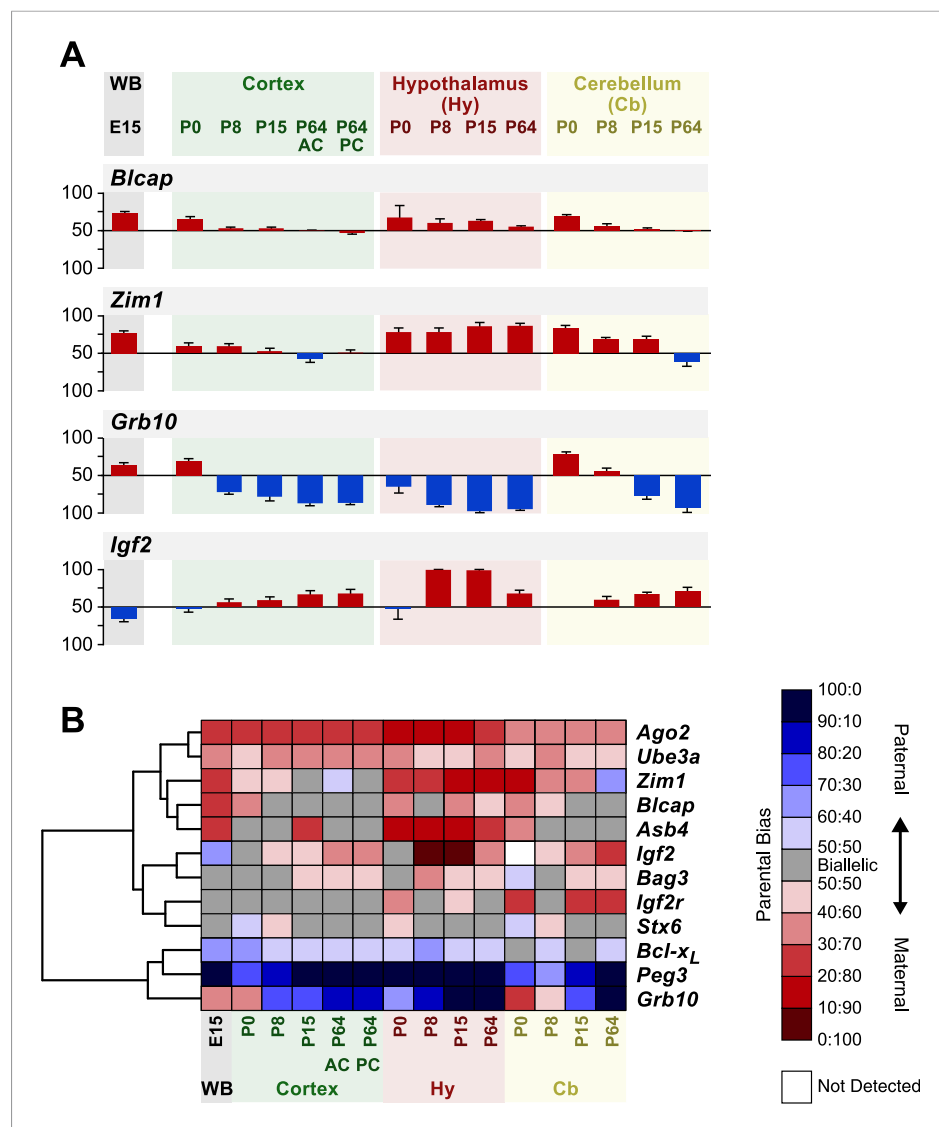 A
WB Cortex Hypothalamus Cerebellum
(Hy) (Cb)
E15 P0 P8 P15 P64 P64 P0 P8 P15 P64 P0 P8 P15 P64
AC PC
Blcap
100
50
100
Zim1
100
50
100
Grb10
100
50
100
Igf2
100
50
100
B
Ago2
Ube3a
Zim1
Blcap
Asb4
Igf2
Bag3
Igf2r
Stx6
Bcl-xL
Peg3
Grb10
E15 P0 P8 P15 P64 P64 P0 P8 P15 P64 P0 P8 P15 P64
AC PC
WB Cortex Hy Cb
Parental Bias
100:0
90:10
80:20
70:30
60:40
50:50
Biallelic
50:50
40:60
30:70
20:80
10:90
0:100
Paternal
Maternal
Not Detected